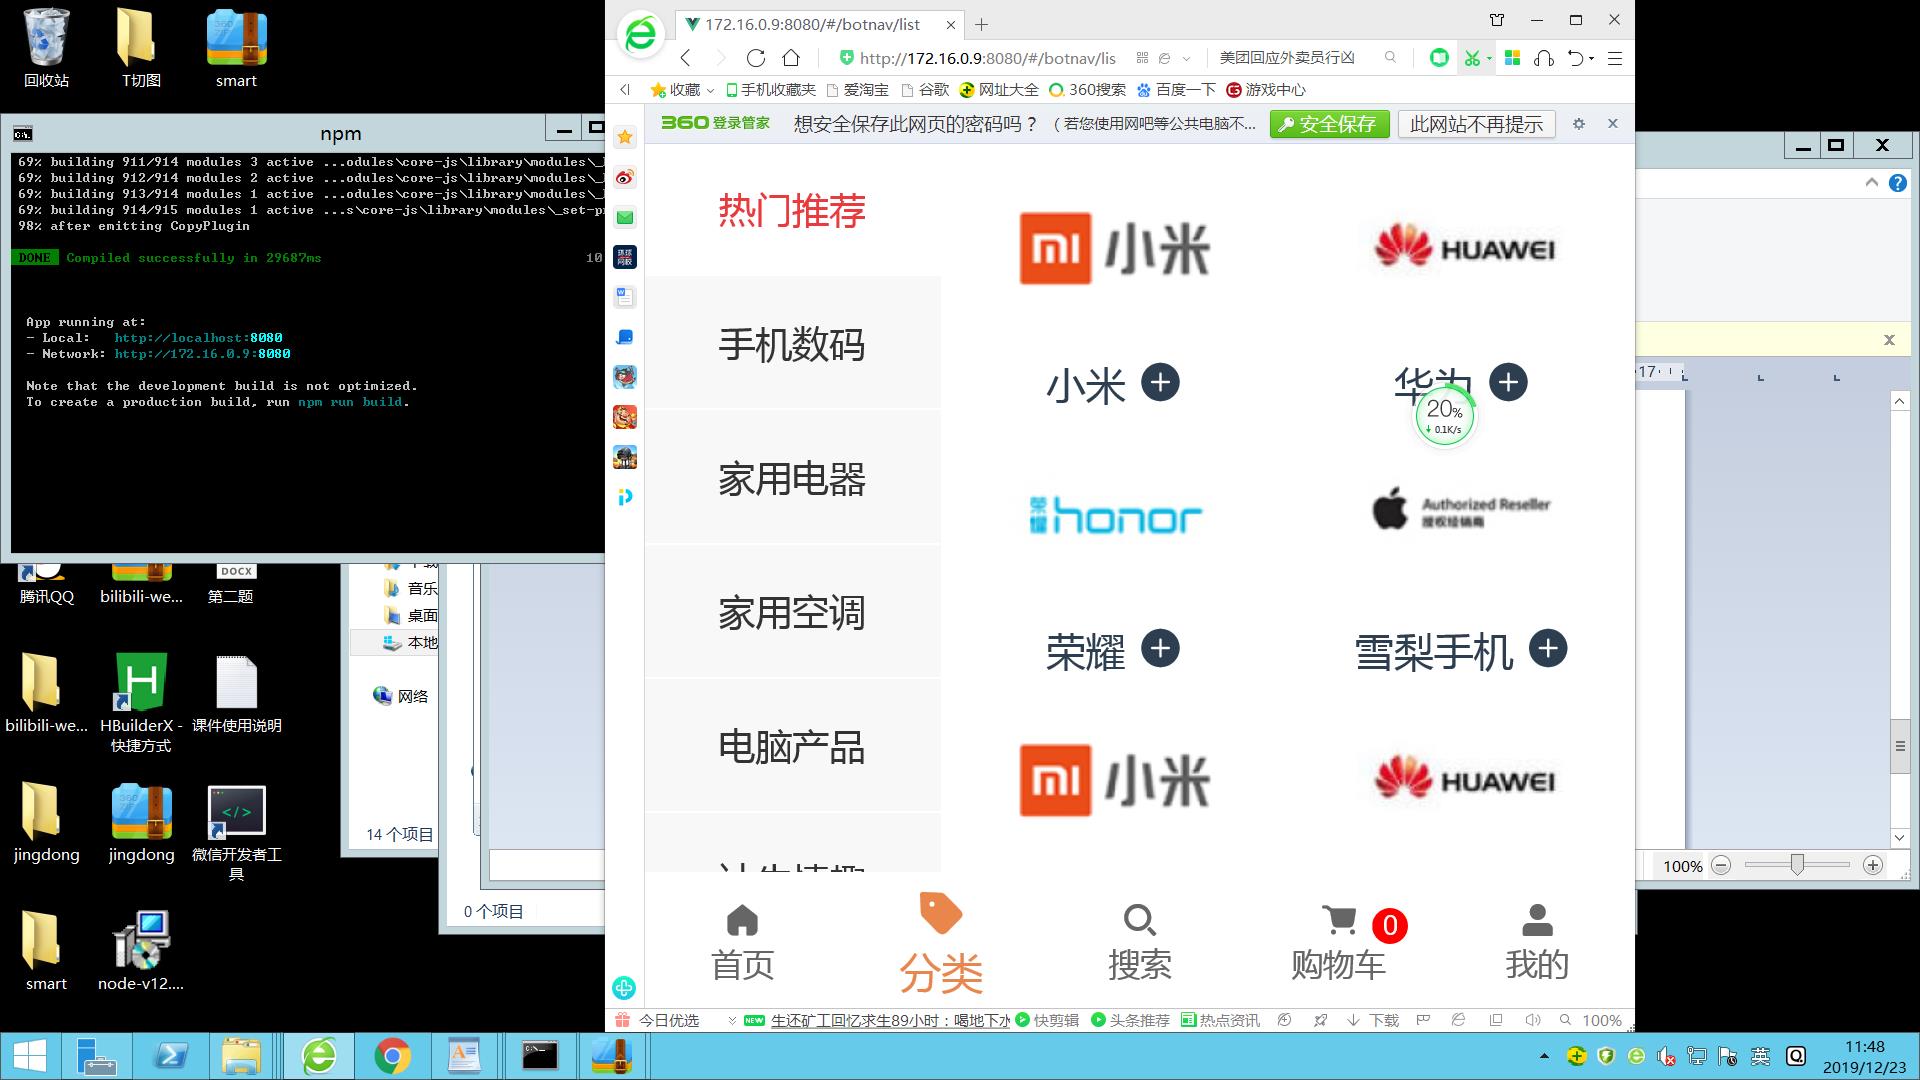 回收站
T切图
smart
npm
69% building 911/914 modules 3 active ...odules\core-js\library\modules\_
69% building 912/914 modules 2 active ...odules\core-js\library\modules\_
69% building 913/914 modules 1 active ...odules\core-js\library\modules\_
69% building 914/915 modules 1 active ...s\core-js\library\modules\_set-p
98% after emitting CopyPlugin
DONE Compiled successfully in 29687ms 10
App running at:
- Local: http://localhost:8080
- Network: http://172.16.0.9:8080
Note that the development build is not optimized.
To create a production build, run npm run build.
腾讯QQ
bilibili-we...
DOCX
第二题
bilibili-we...
HBuilderX -
快捷方式
课件使用说明
jingdong
jingdong
微信开发者工
具
smart
node-v12....
音乐
桌面
本地
网络
14 个项目
0 个项目
172.16.0.9:8080/#/botnav/list
http://172.16.0.9:8080/#/botnav/lis
美团回应外卖员行凶
收藏
手机收藏夹
爱淘宝
谷歌
网址大全
360搜索
百度一下
游戏中心
360登录管家
想安全保存此网页的密码吗？
（若您使用网吧等公共电脑不...
安全保存
此网站不再提示
热门推荐
手机数码
家用电器
家用空调
电脑产品
小米
HUAWEI
小米
华为
20%
0.1K/s
荣耀honor
Authorized Reseller
授权经销商
荣耀
雪梨手机
小米
HUAWEI
首页
分类
搜索
购物车
0
我的
今日优选
NEW
生还矿工回忆求生89小时：喝地下水
快剪辑
头条推荐
热点资讯
下载
100%
17
100%
英
11:48
2019/12/23